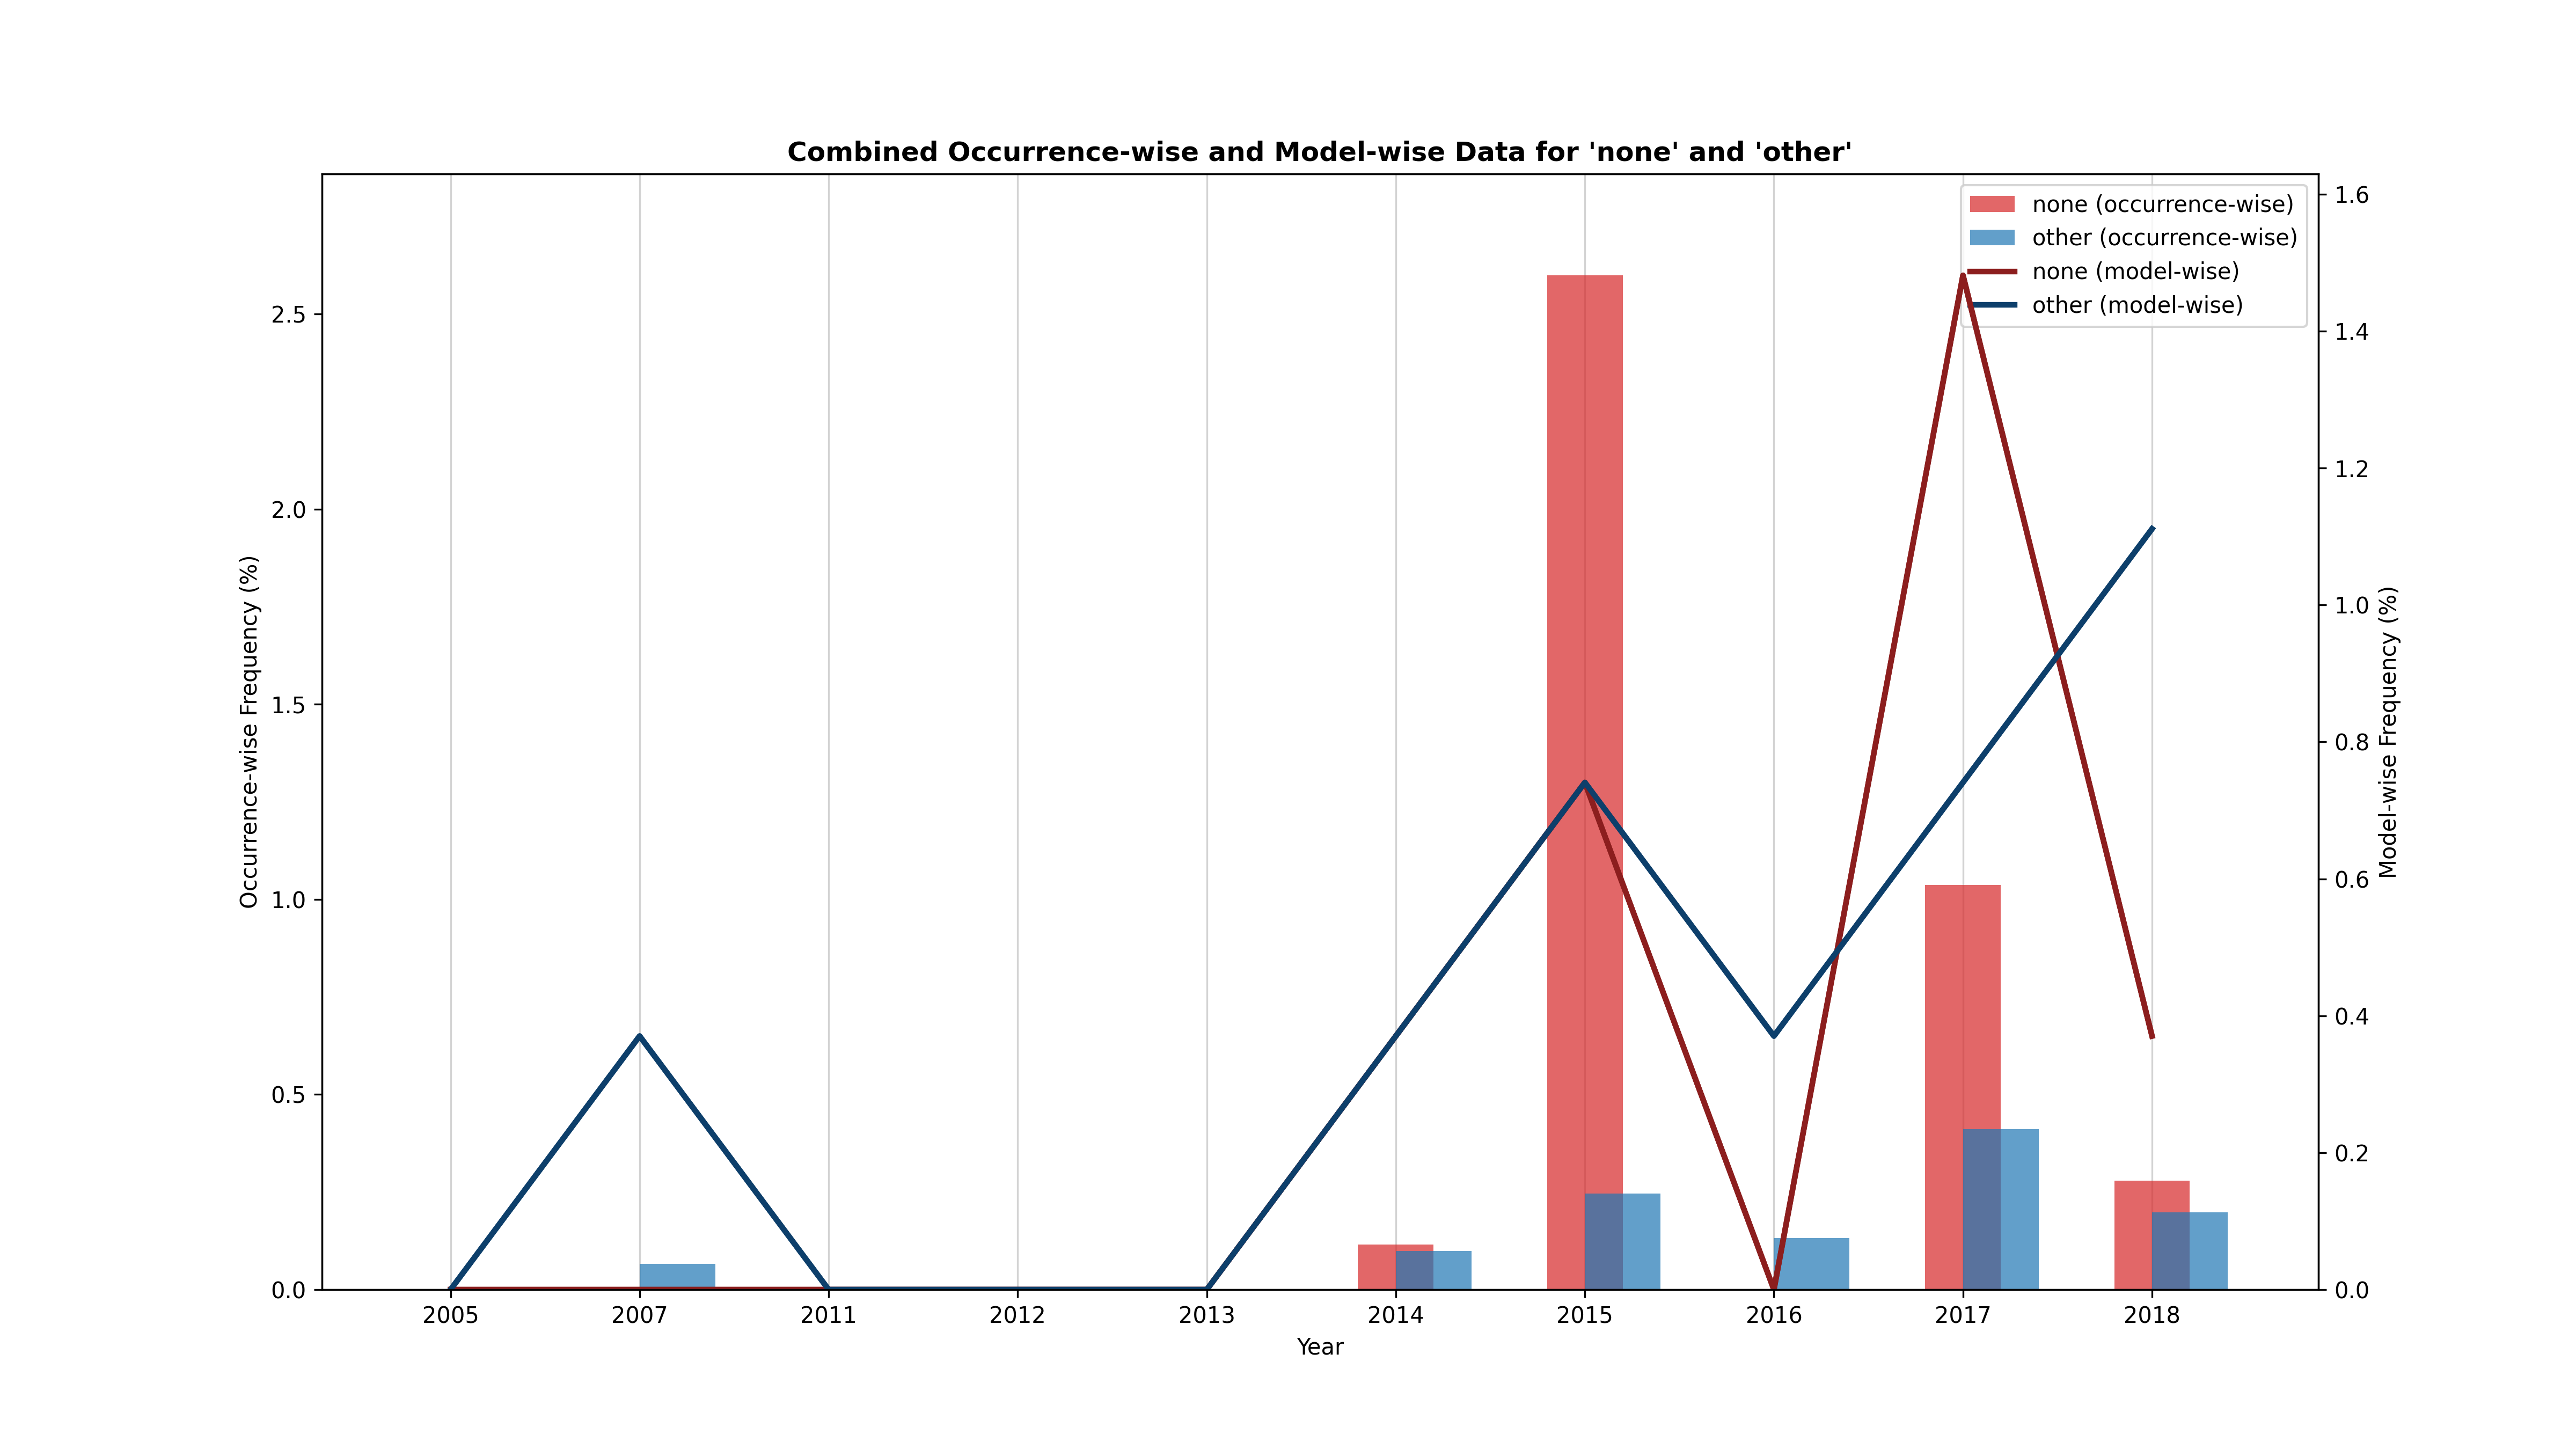 Combined Occurrence-wise and Model-wise Data for 'none' and 'other'
none (occurrence-wise)
other (occurrence-wise)
none (model-wise)
other (model-wise)
Occurrence-wise Frequency (%)
2.5
2.0
1.5
1.0
0.5
0.0
1.6
1.4
1.2
1.0
0.8
0.6
0.4
0.2
0.0
Model-wise Frequency (%)
2005 2007 2011 2012 2013 2014 2015 2016 2017 2018
Year